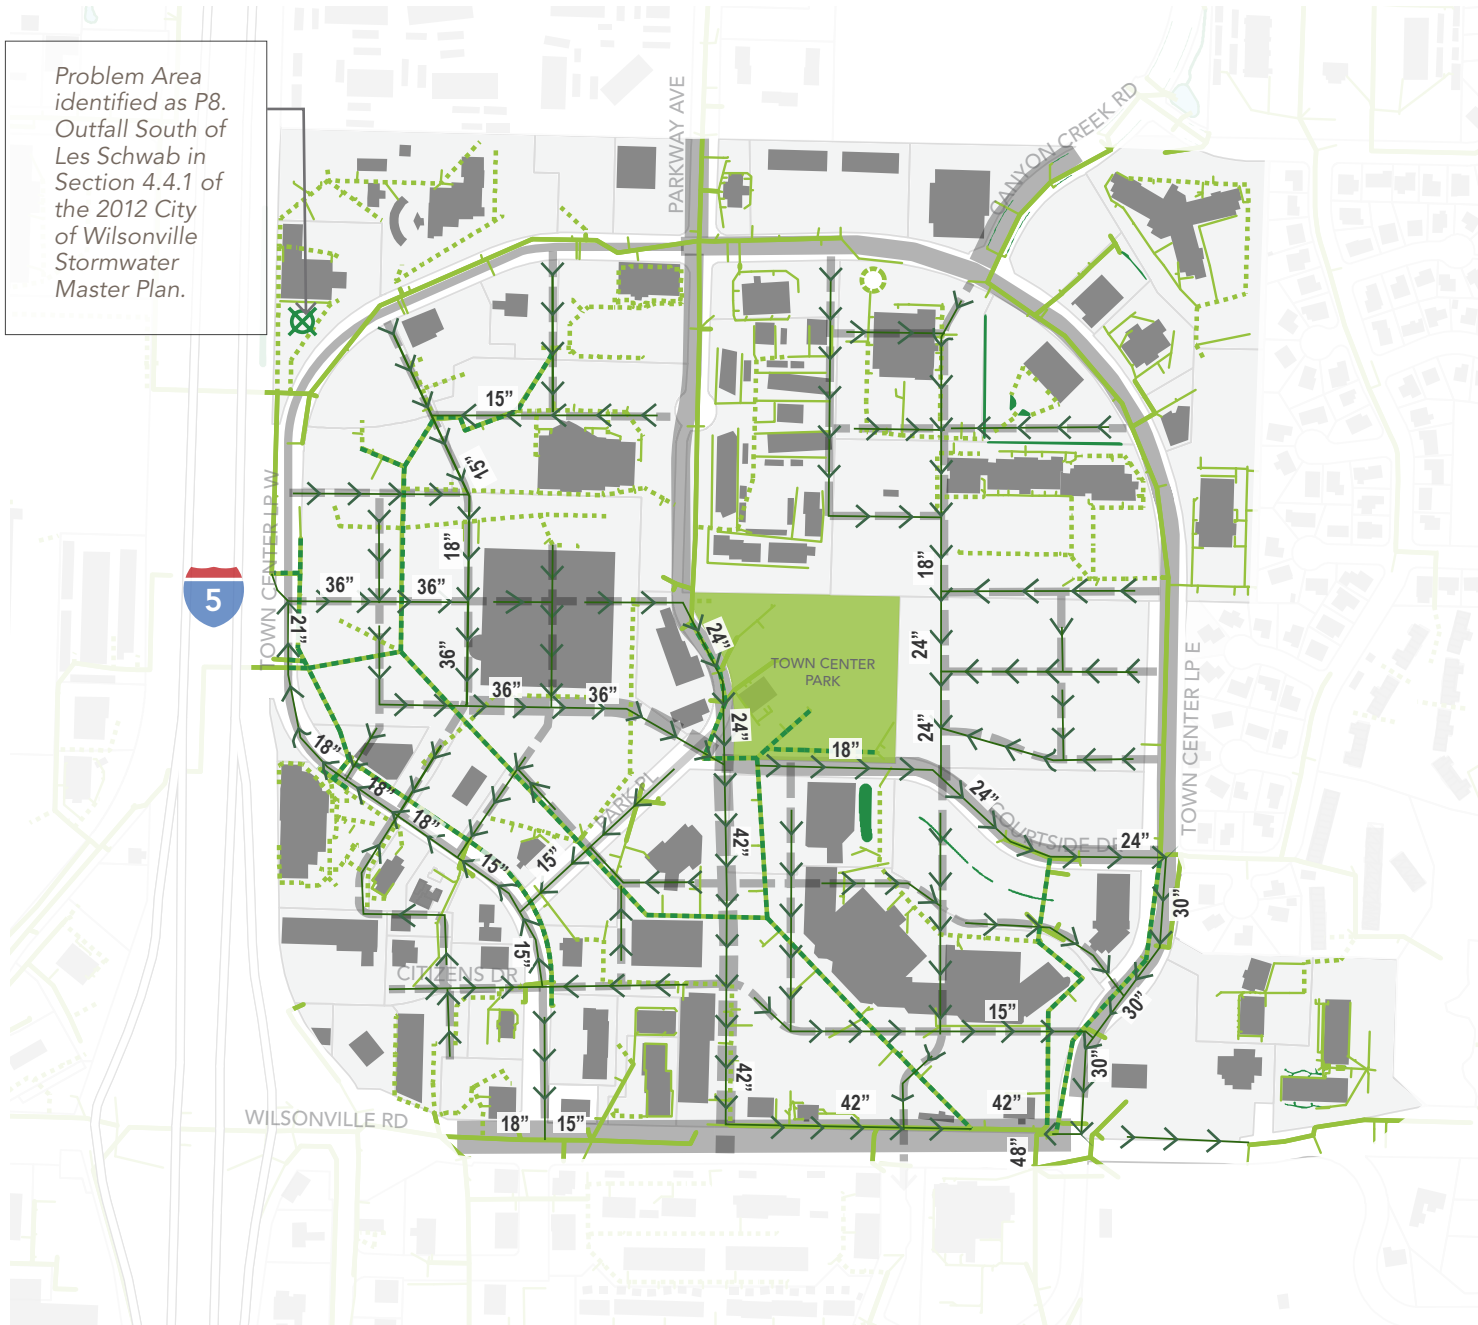 Problem Area
identified as P8.
Outfall South of
Les Schwab in
Section 4.4.1 of
the 2012 City
of Wilsonville
Stormwater
Master Plan.
PARKWAY AVE
CANYON CREEK RD
15”
15”
TOWN CENTER LP W
18”
18”
5
36”
36”
21”
36”
24”
24”
TOWN CENTER
PARK
TOWN CENTER LP E
36”
36”
24”
24”
18”
18”
18”
18”
24”
COURTSIDE DR
24”
PARK PL
42”
15”
15”
30”
15”
CITIZENS DR
15”
30”
30”
42”
42”
42”
WILSONVILLE RD
18”
15”
48”